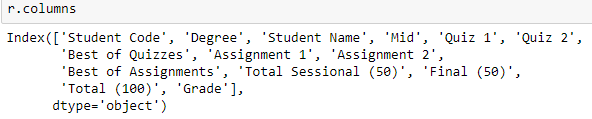 r.columns
Index(['Student Code', 'Degree', 'Student Name', 'Mid', 'Quiz 1', 'Quiz 2',
'Best of Quizzes', 'Assignment 1', 'Assignment 2',
'Best of Assignments', 'Total Sessional (50)', 'Final (50)',
'Total (100)', 'Grade'],
dtype='object')